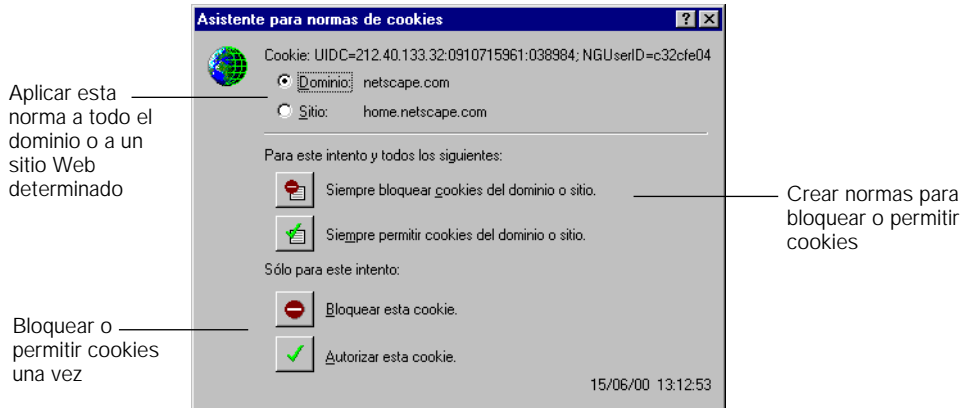 Asistente para normas de cookies
Cookie: UIDC=212.40.133.32:0910715961:038984; NGUserID=c32cfe04
Dominio: netscape.com
Sitio: home.netscape.com
Aplicar esta
norma a todo el
dominio o a un
sitio Web
determinado
Para este intento y todos los siguientes:
Siempre bloquear cookies del dominio o sitio.
Siempre permitir cookies del dominio o sitio.
Crear normas para
bloquear o permitir
cookies
Sólo para este intento:
Bloquear esta cookie.
Autorizar esta cookie.
Bloquear o
permitir cookies
una vez
15/06/00 13:12:53